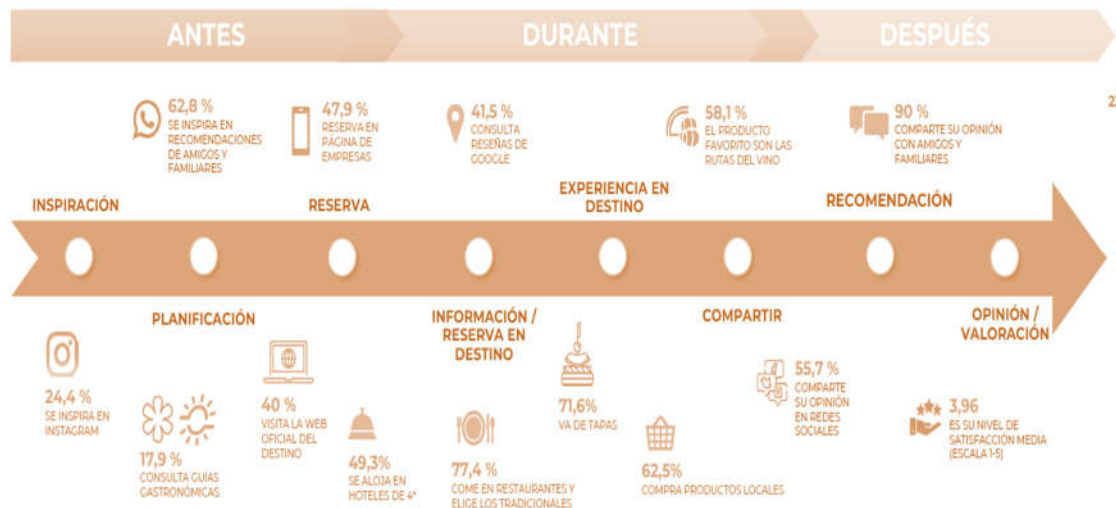 ANTES
DURANTE
DESPUÉS
62,8 %
SE INSPIRA EN
RECOMENDACIONES
DE AMIGOS Y
FAMILIARES
47,9 %
RESERVA EN
PÁGINA DE
EMPRESAS
41,5 %
CONSULTA
RESEÑAS DE
GOOGLE
58,1 %
EL PRODUCTO
FAVORITO SON LAS
RUTAS DEL VINO
90 %
COMPARTE SU OPINIÓN
CON AMIGOS Y
FAMILIARES
INSPIRACIÓN
RESERVA
EXPERIENCIA EN
DESTINO
RECOMENDACIÓN
PLANIFICACIÓN
INFORMACIÓN /
RESERVA EN
DESTINO
COMPARTIR
OPINIÓN /
VALORACIÓN
24,4 %
SE INSPIRA EN
INSTAGRAM
17,9 %
CONSULTA GUÍAS
GASTRONÓMICAS
40 %
VISITA LA WEB
OFICIAL DEL
DESTINO
49,3%
SE ALOJA EN
HOTELES DE 4*
77,4 %
COME EN RESTAURANTES Y
ELIGE LOS TRADICIONALES
71,6%
VA DE TAPAS
62,5%
COMPRA PRODUCTOS LOCALES
55,7 %
COMPARTE
SU OPINIÓN
EN REDES
SOCIALES
3,96
ES SU NIVEL DE
SATISFACCIÓN MEDIA
(ESCALA 1-5)